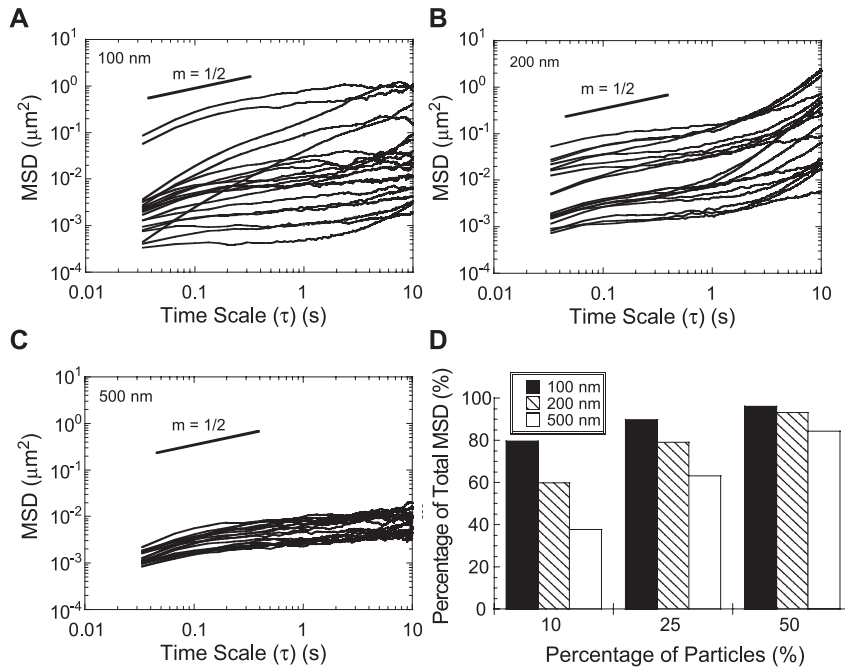 A
MSD (μm²)
10¹
10⁰
10⁻¹
10⁻²
10⁻³
10⁻⁴
100 nm
m = 1/2
0.01
0.1
1
10
Time Scale (τ) (s)
B
MSD (μm²)
10¹
10⁰
10⁻¹
10⁻²
10⁻³
10⁻⁴
200 nm
m = 1/2
0.01
0.1
1
10
Time Scale (τ) (s)
C
MSD (μm²)
10¹
10⁰
10⁻¹
10⁻²
10⁻³
10⁻⁴
500 nm
m = 1/2
0.01
0.1
1
10
Time Scale (τ) (s)
D
Percentage of Total MSD (%)
100
80
60
40
20
0
100 nm
200 nm
500 nm
10
25
50
Percentage of Particles (%)